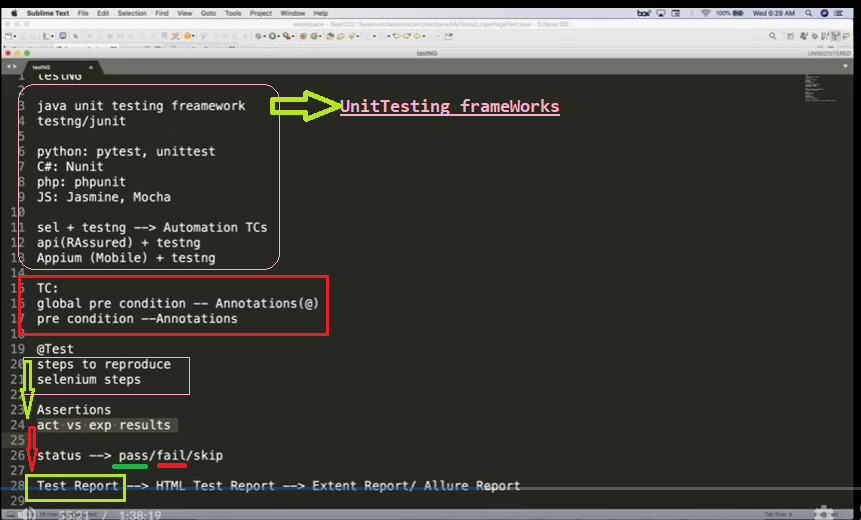 Sublime Text File Edit Selection Find View Goto Tools Project Window Help
box 100% Wed 6:29 AM
workspace - Sept2021SeleniumSessions/src/test/java/MyTests/LoginPageTest.java - Eclipse IDE
testNG
UNREGISTERED
testNG
1 testNG
2
3 java unit testing freamework UnitTesting frameWorks
4 testng/junit
5
6 python: pytest, unittest
7 C#: Nunit
8 php: phpunit
9 JS: Jasmine, Mocha
10
11 sel + testng --> Automation TCs
12 api(RAssured) + testng
13 Appium (Mobile) + testng
14
15 TC:
16 global pre condition -- Annotations(@)
17 pre condition --Annotations
18
19 @Test
20 steps to reproduce
21 selenium steps
22
23 Assertions
24 act vs exp results
25
26 status --> pass/fail/skip
27
28 Test Report --> HTML Test Report --> Extent Report/ Allure Report
29
55:21 / 1:38:19
Tab Size: 4